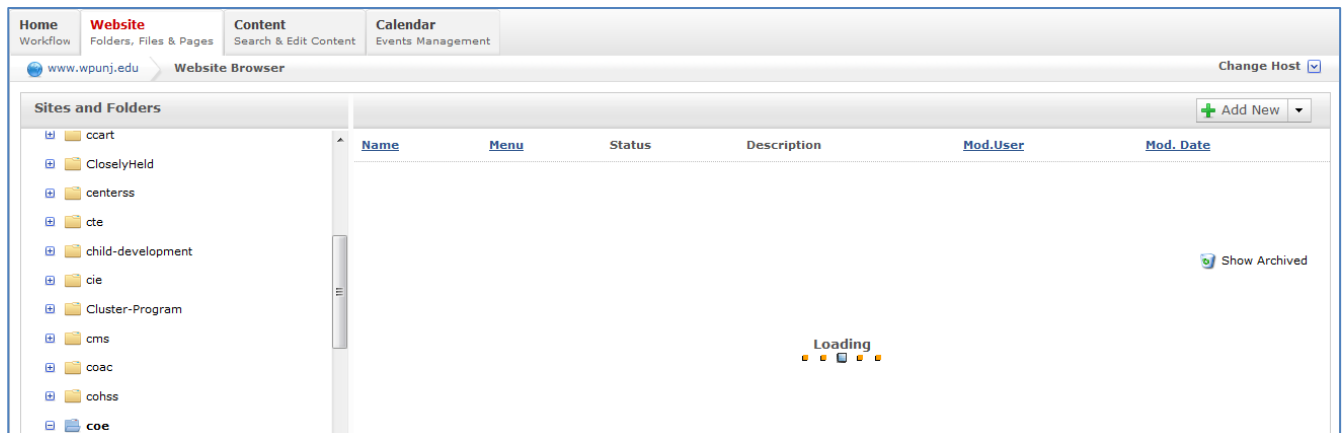 Home Website Content Calendar
Workflow Folders, Files & Pages Search & Edit Content Events Management
www.wpunj.edu Website Browser Change Host
Sites and Folders Add New
ccart
Name Menu Status Description Mod.User Mod. Date
CloselyHeld
centerss
cte
child-development
Show Archived
cie
Cluster-Program
cms
Loading
coac
cohss
coe